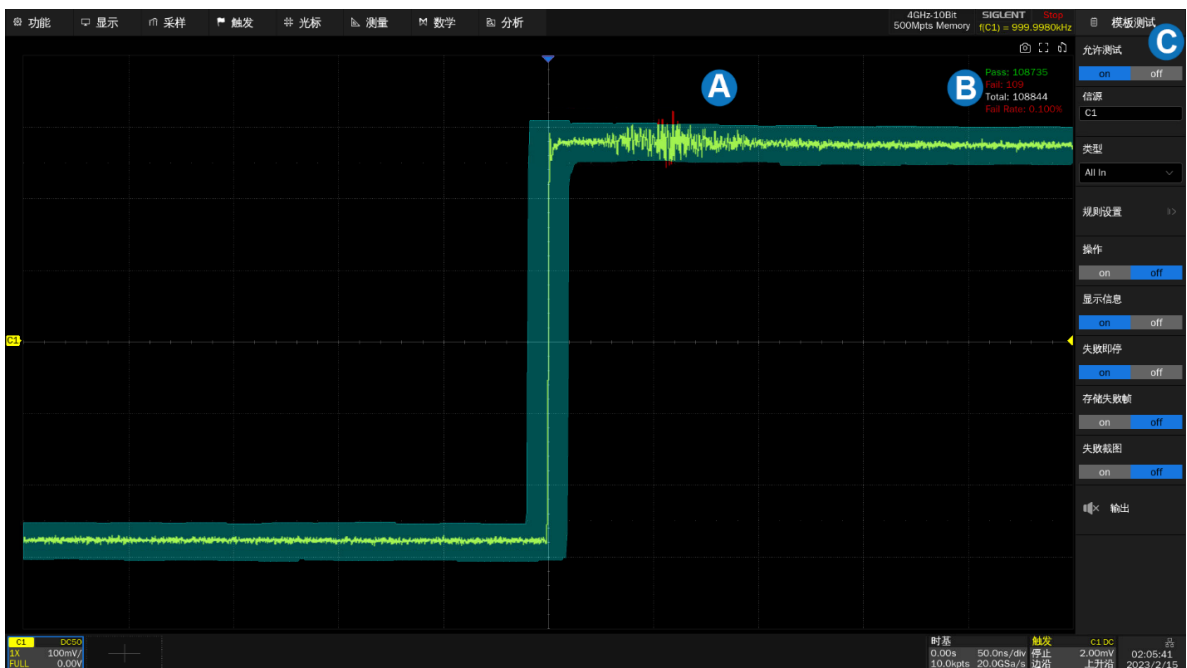 功能 显示 采样 触发 光标 测量 数学 分析
4GHz-10Bit SIGLENT Stop
500Mpts Memory f(C1) = 999.9980kHz
模板测试
A
B
C
Pass: 108735
Fail: 109
Total: 108844
Fail Rate: 0.100%
允许测试
on off
信源
C1
类型
All In
规则设置
操作
on off
显示信息
on off
失败即停
on off
存储失败帧
on off
失败截图
on off
输出
C1
C1 DC50
1X 100mV/
FULL 0.00V
时基
0.00s 50.0ns/div
10.0kpts 20.0GSa/s
触发 C1 DC
停止 2.00mV
边沿 上升沿
02:05:41
2023/2/15